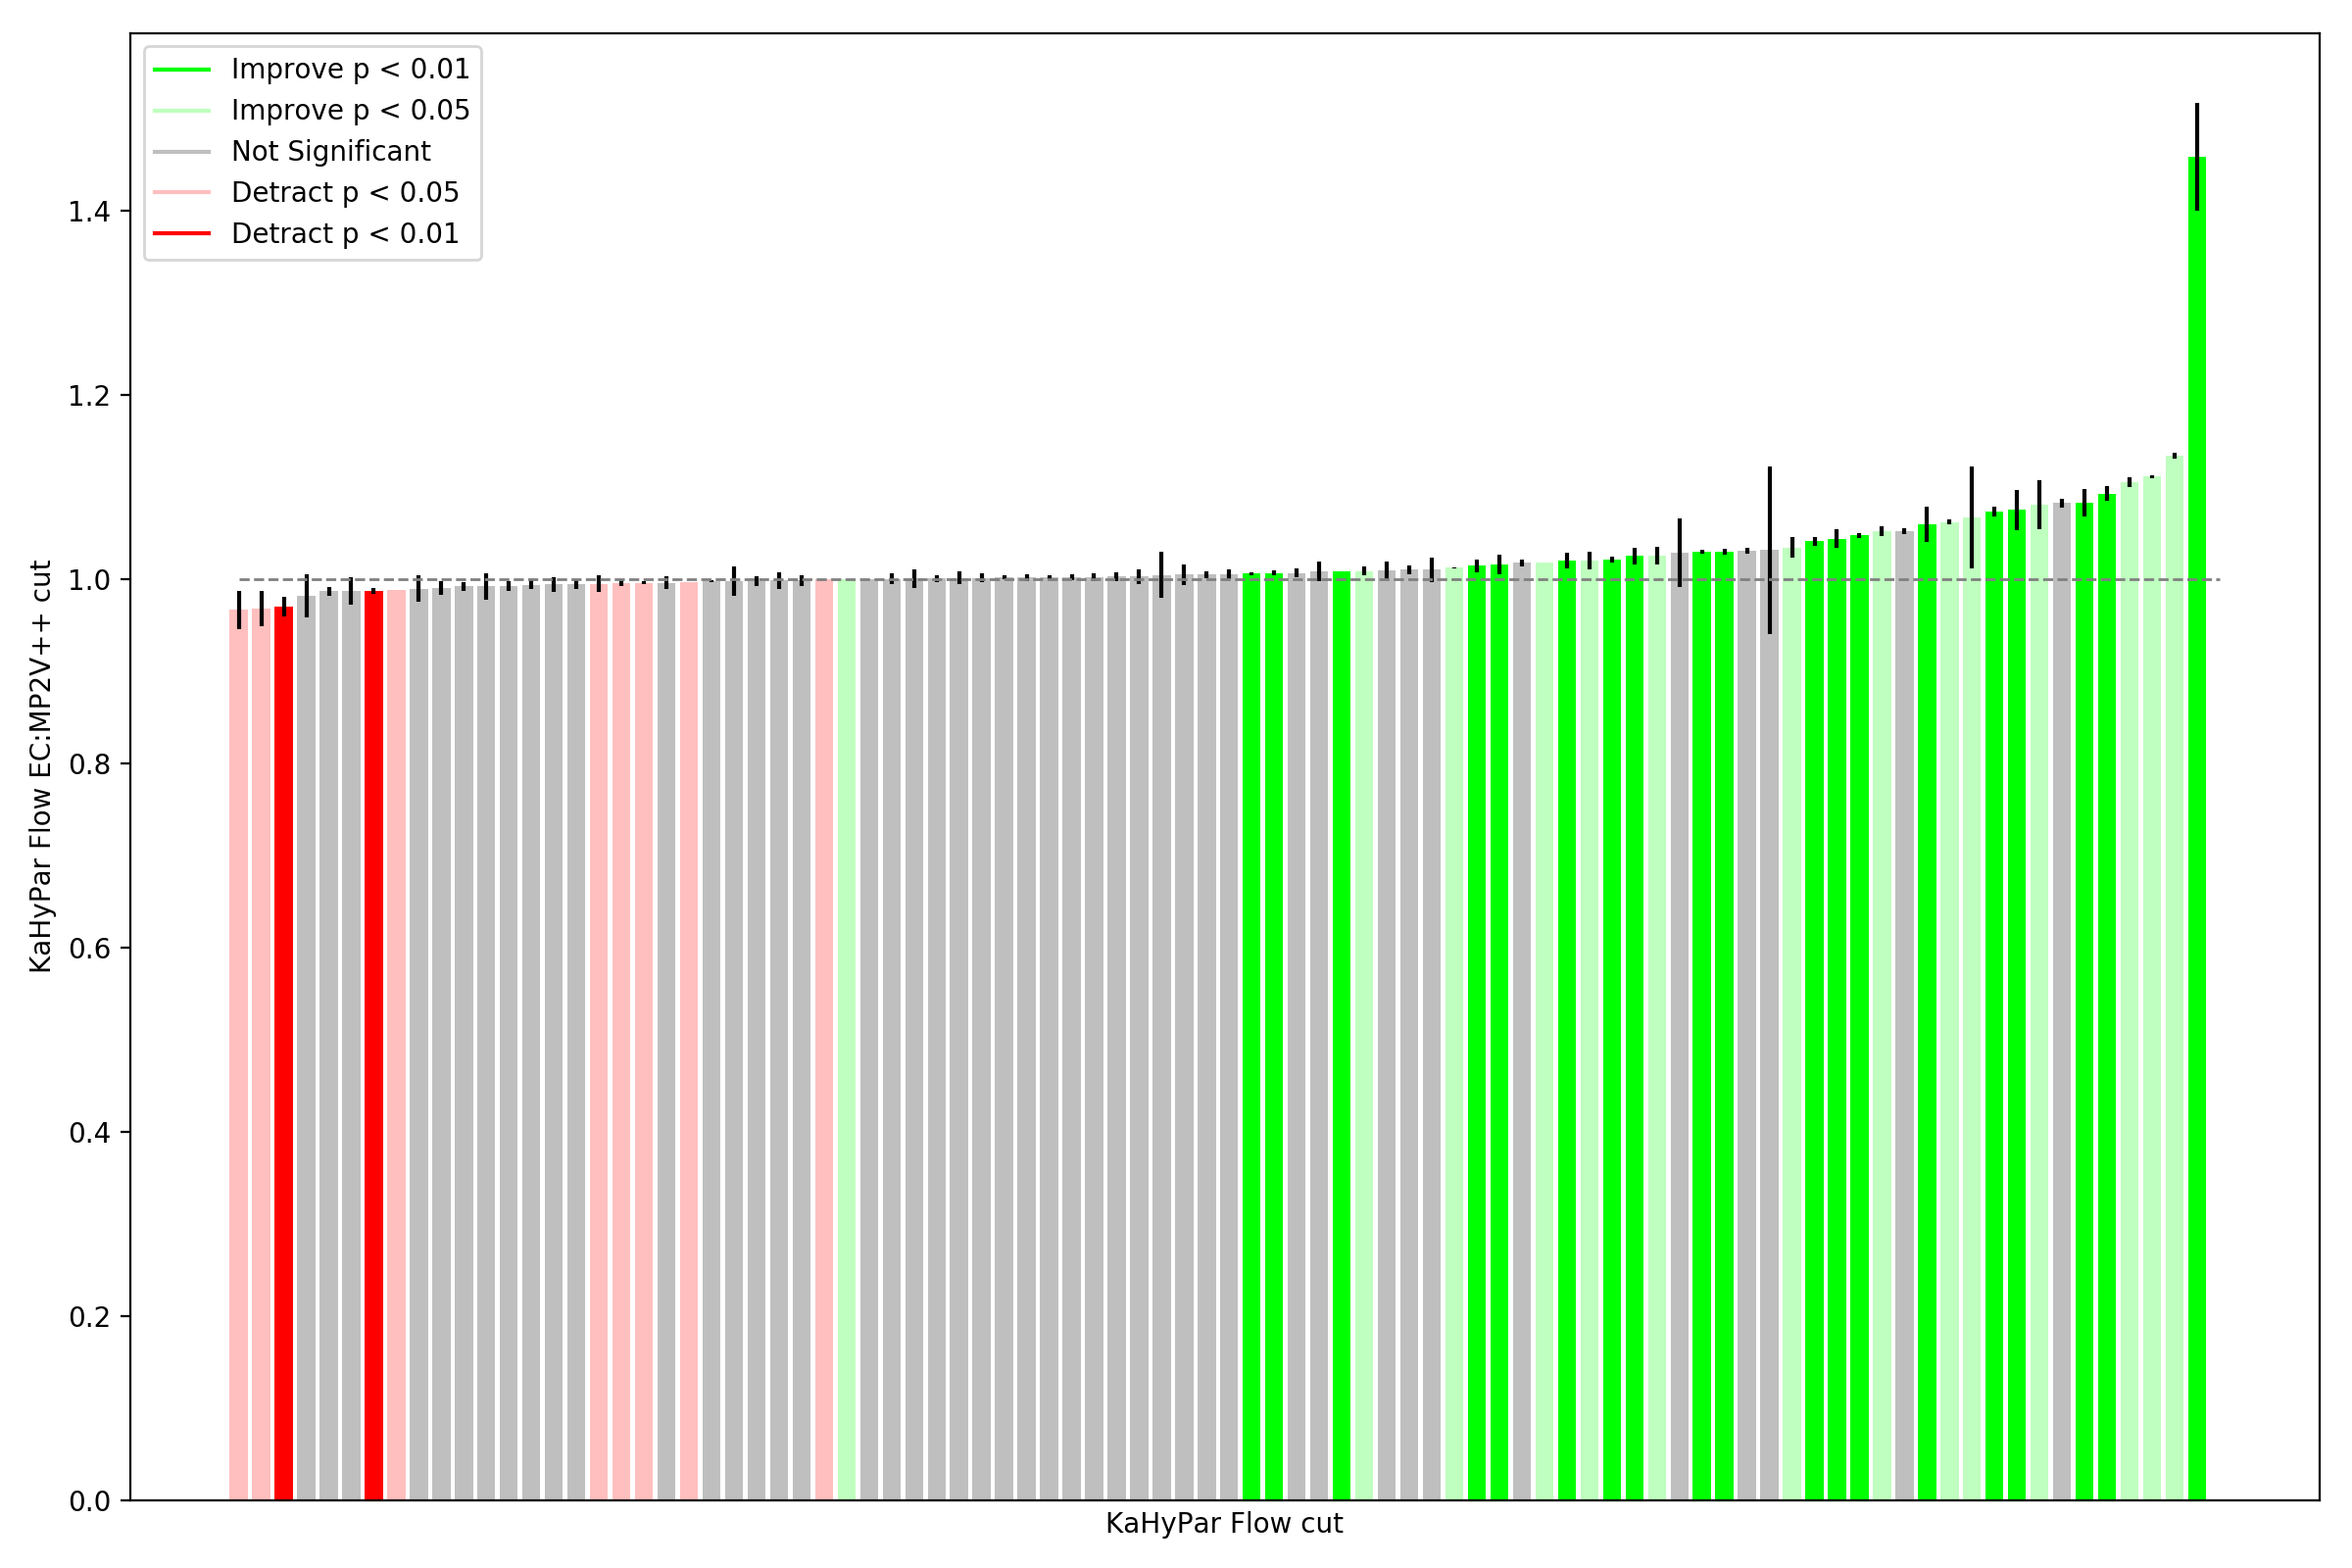 Improve p < 0.01
Improve p < 0.05
Not Significant
Detract p < 0.05
Detract p < 0.01
1.4
1.2
1.0
0.8
0.6
0.4
0.2
0.0
KaHyPar Flow EC:MP2V++ cut
KaHyPar Flow cut